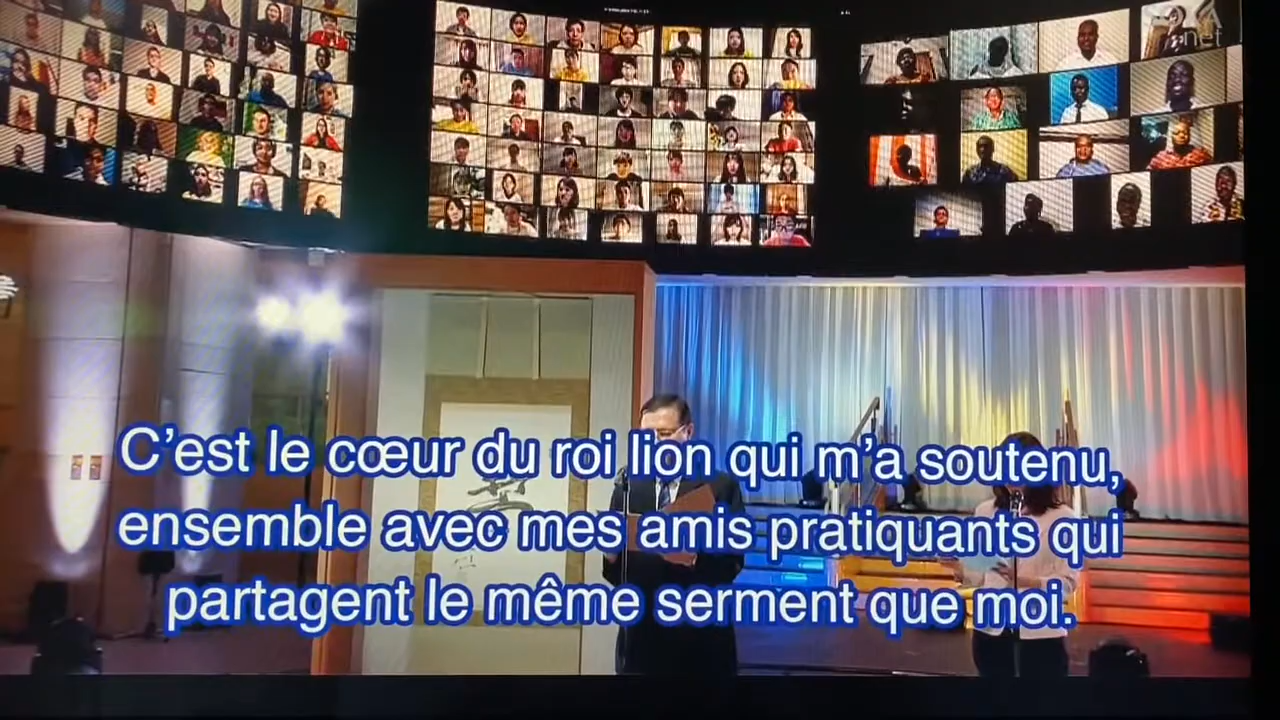 net
C'est le cœur du roi lion qui m'a soutenu,
ensemble avec mes amis pratiquants qui
partagent le même serment que moi.